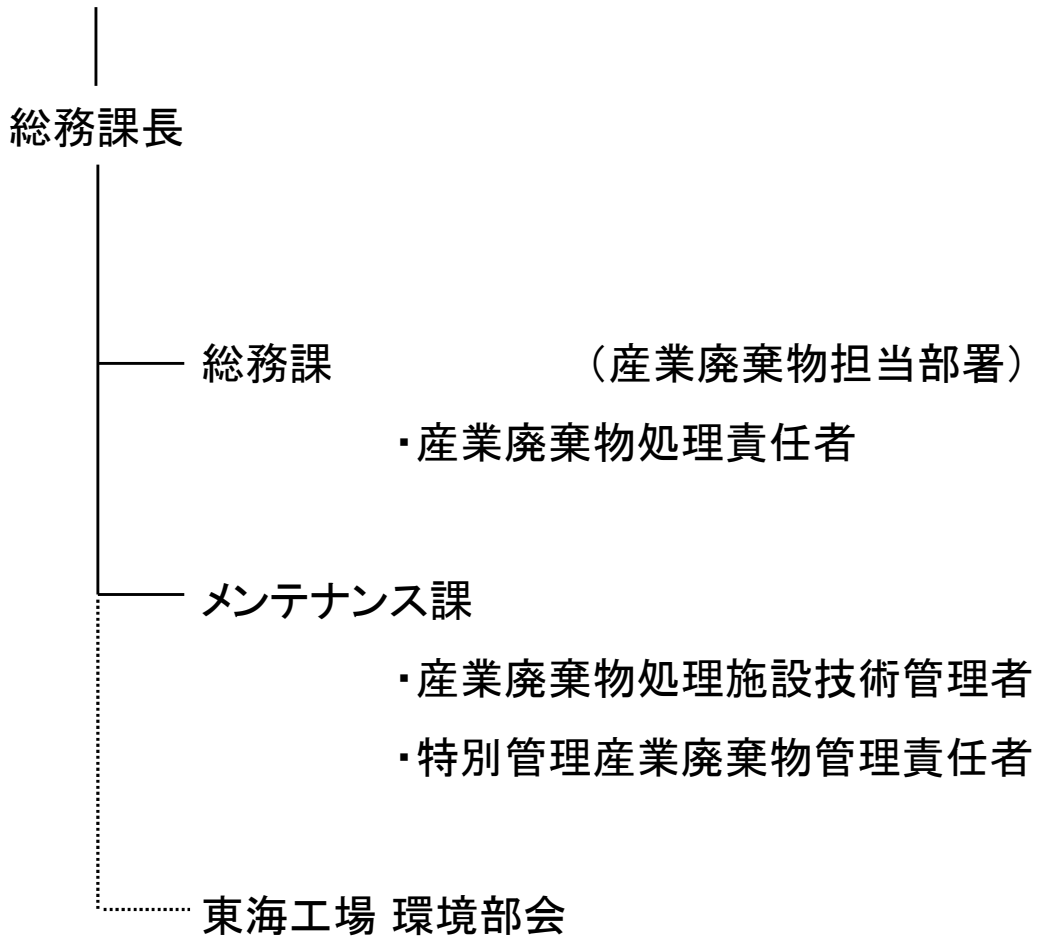 総務課長
総務課 （産業廃棄物担当部署）
・産業廃棄物処理責任者
メンテナンス課
・産業廃棄物処理施設技術管理者
・特別管理産業廃棄物管理責任者
東海工場 環境部会